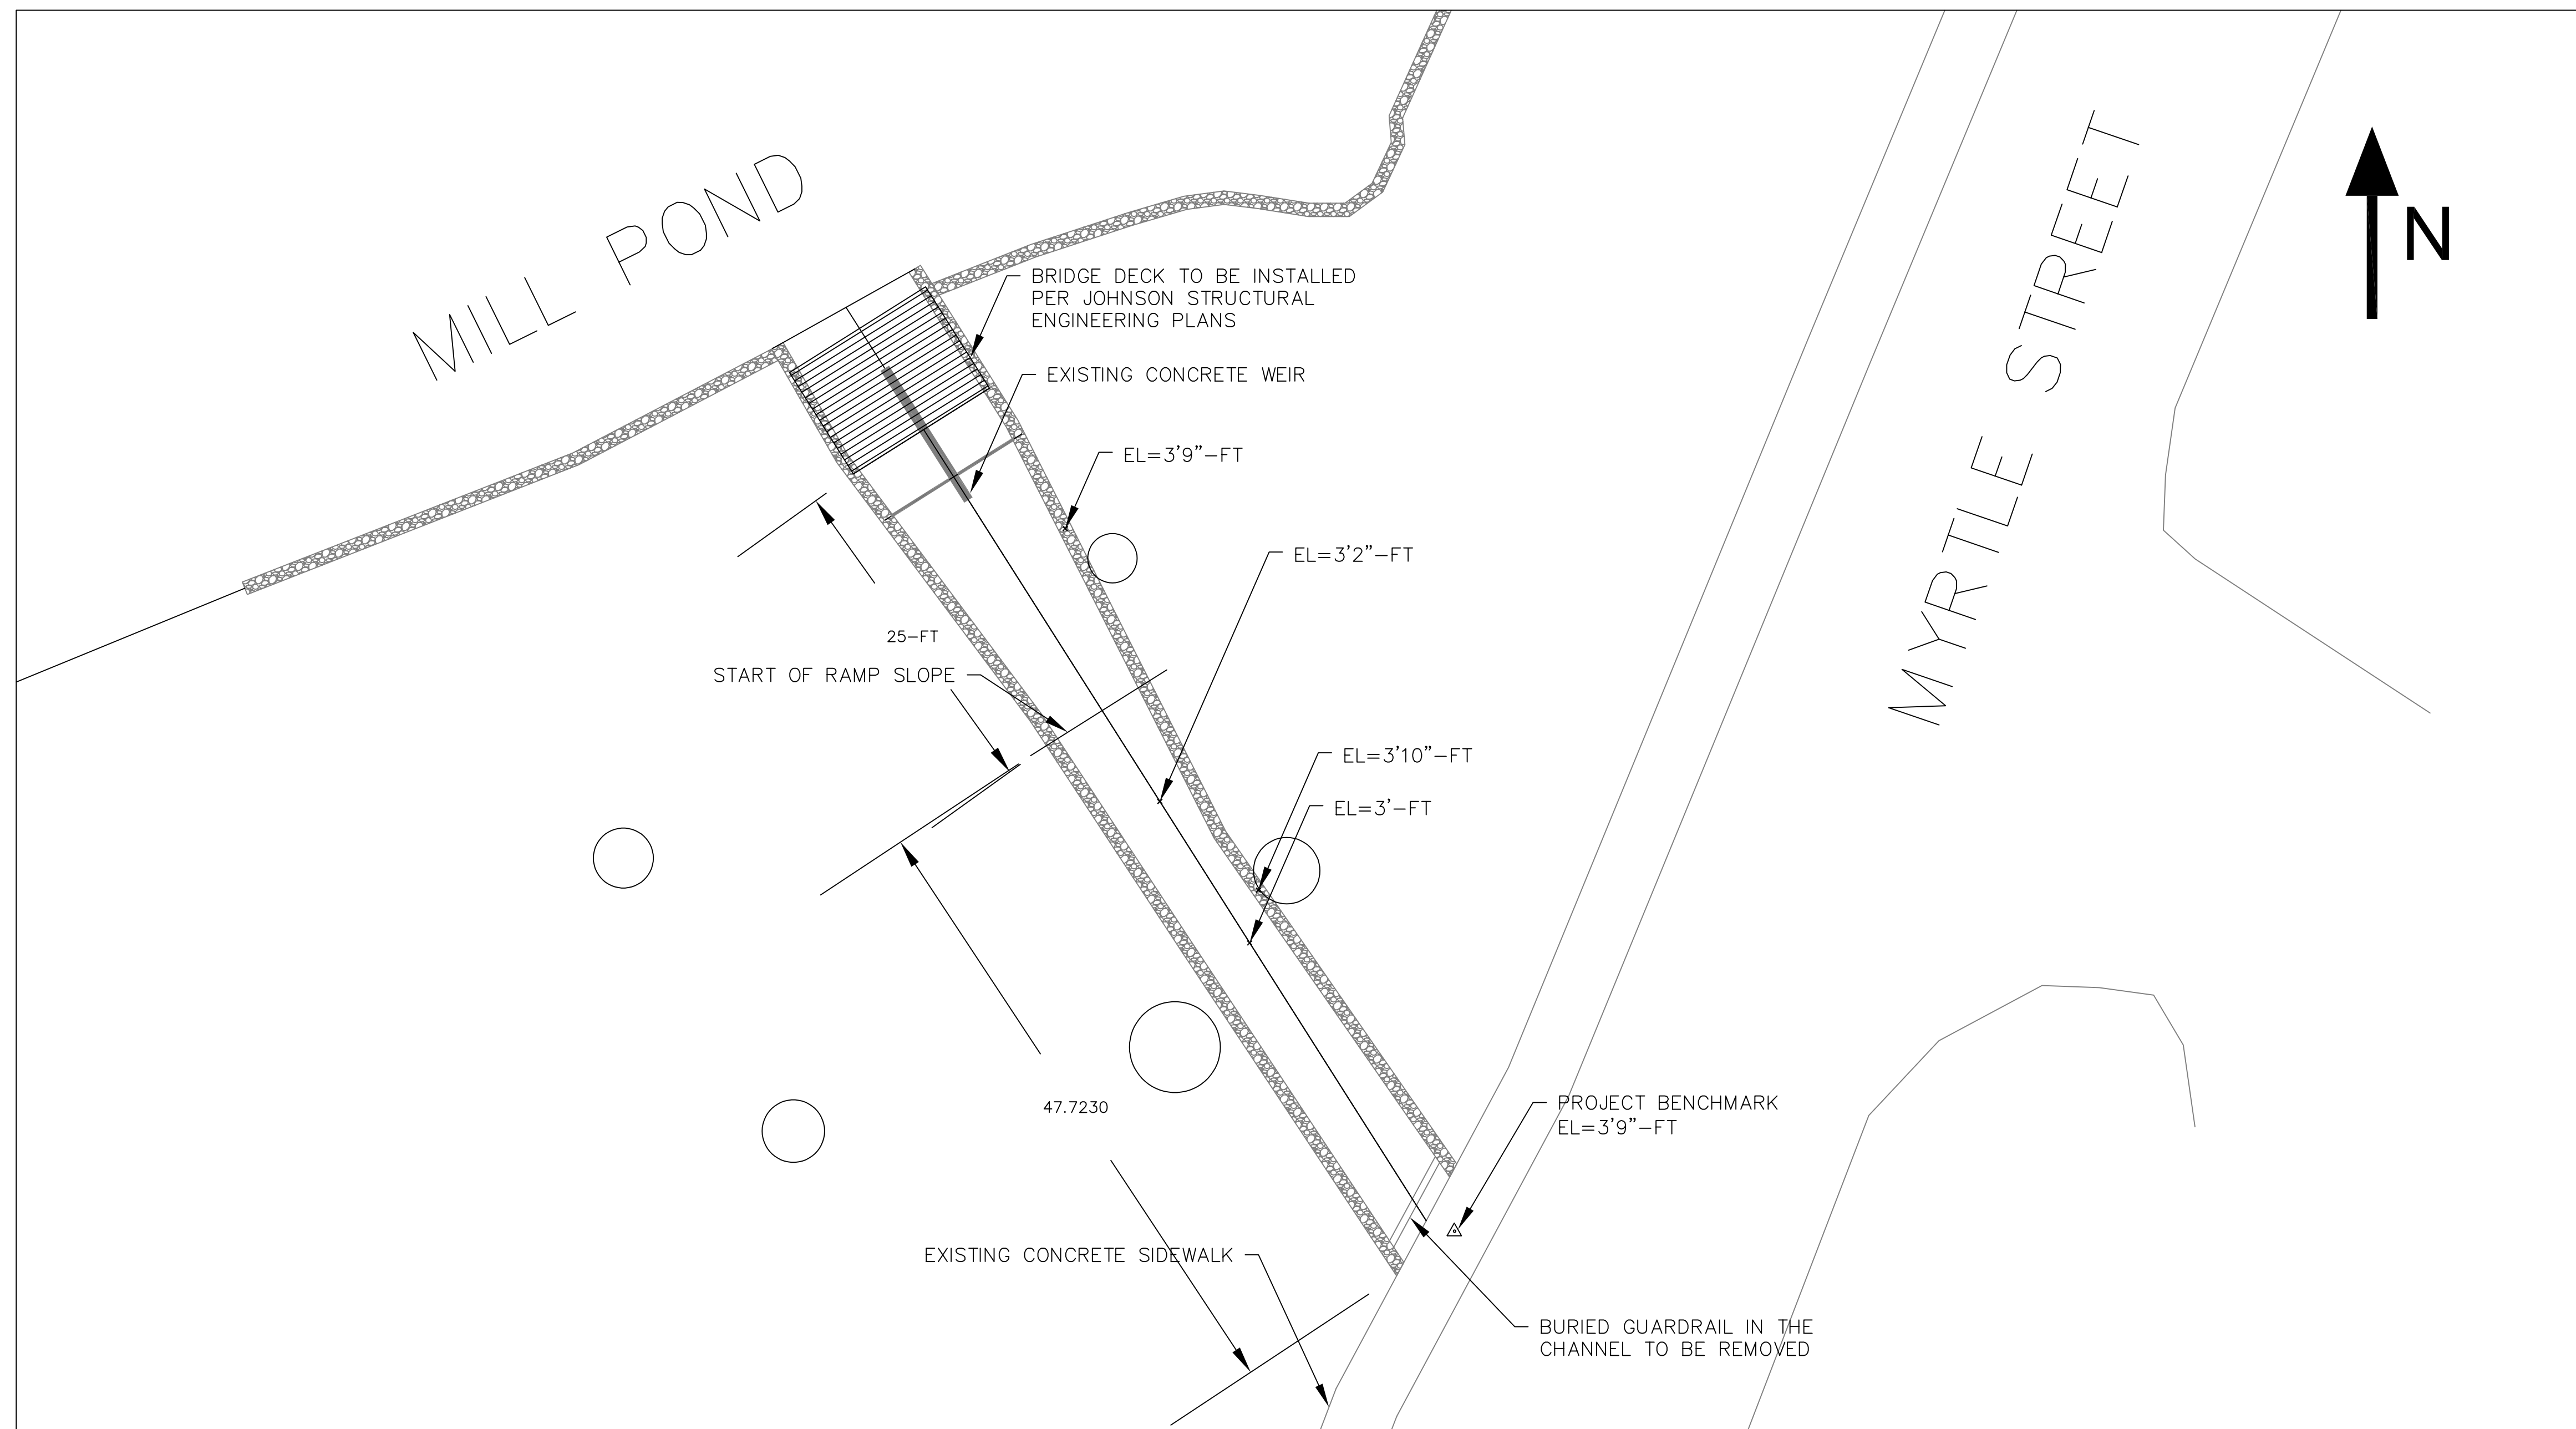 MILL POND
MYRTLE STREET
N
BRIDGE DECK TO BE INSTALLED
PER JOHNSON STRUCTURAL
ENGINEERING PLANS
EXISTING CONCRETE WEIR
EL=3'9"-FT
EL=3'2"-FT
25-FT
START OF RAMP SLOPE
EL=3'10"-FT
EL=3'-FT
47.7230
PROJECT BENCHMARK
EL=3'9"-FT
EXISTING CONCRETE SIDEWALK
BURIED GUARDRAIL IN THE
CHANNEL TO BE REMOVED